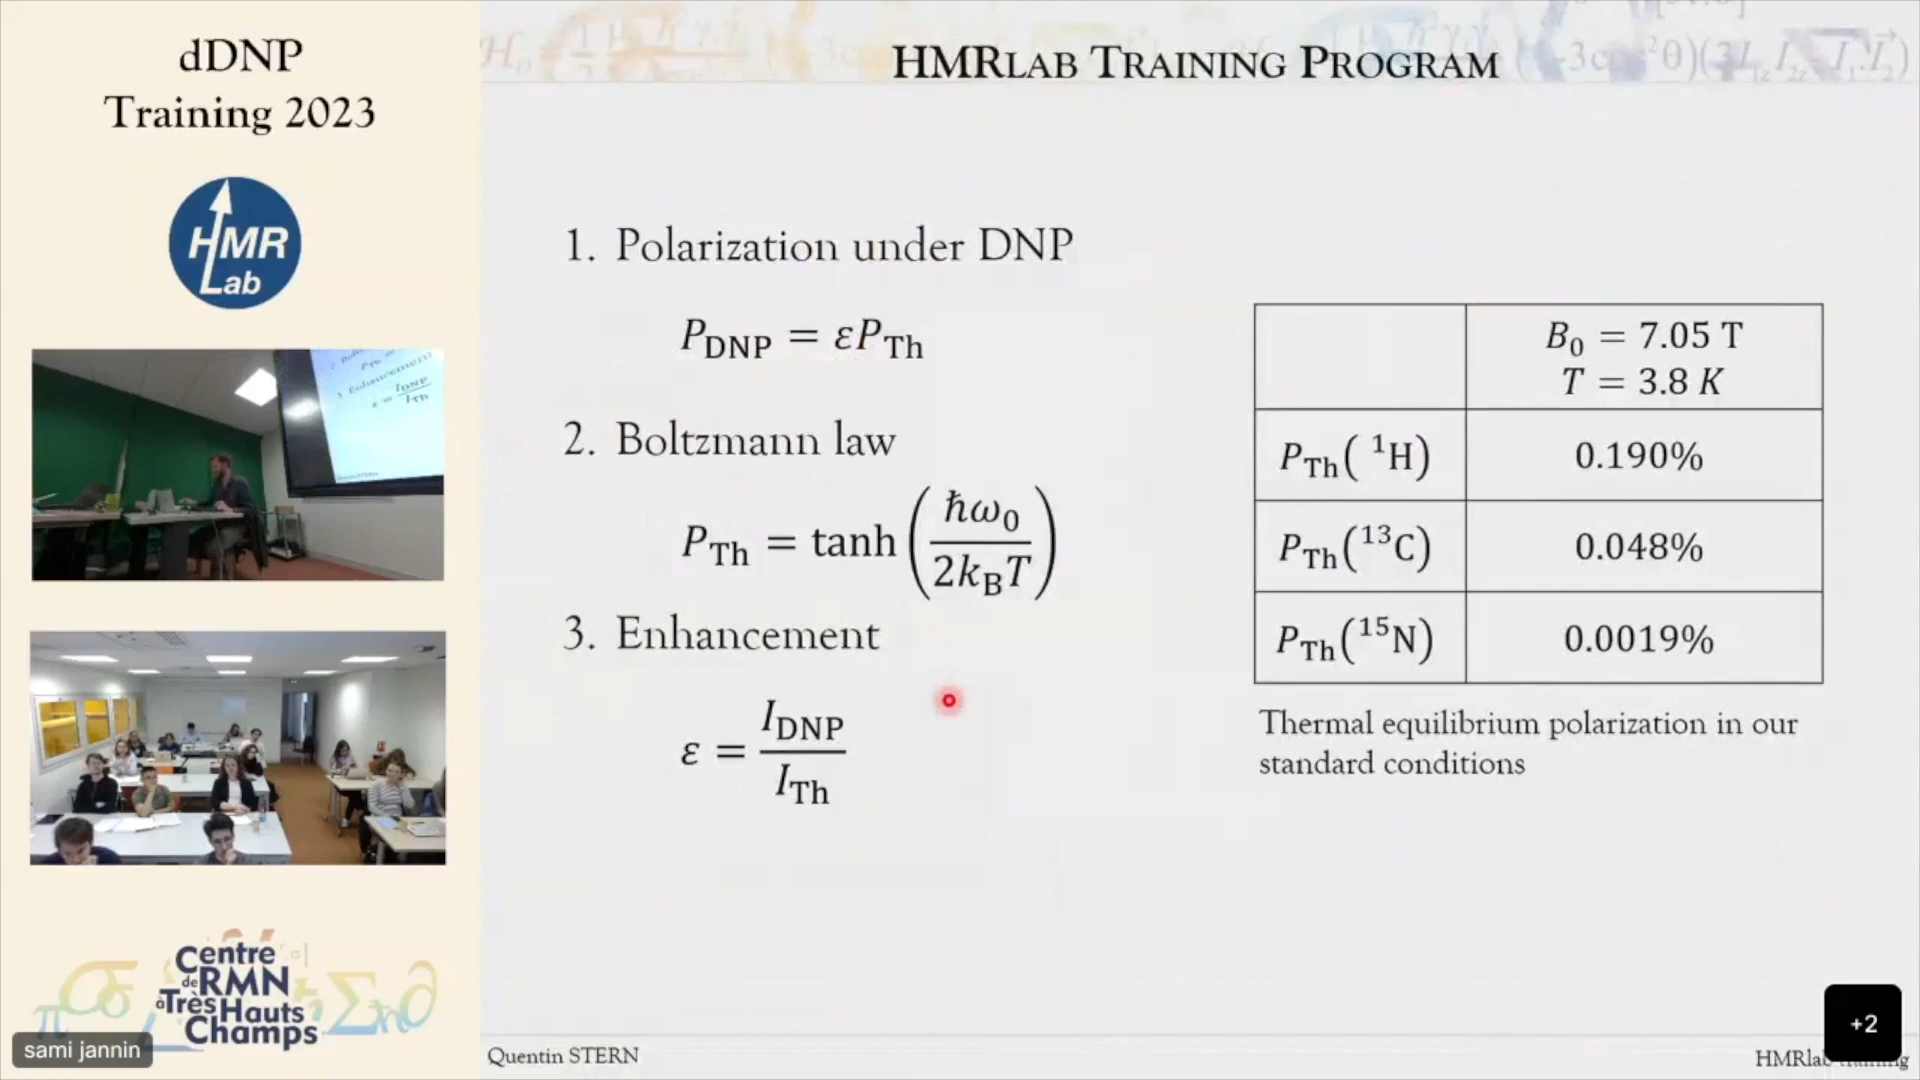 dDNP
Training 2023
HMR
Lab
Centre
de RMN
à Très Hauts
Champs
sami jannin
HMRLAB TRAINING PROGRAM
1. Polarization under DNP
P_DNP = εP_Th
2. Boltzmann law
P_Th = tanh(ħω₀ / 2k_BT)
3. Enhancement
ε = I_DNP / I_Th
B₀ = 7.05 T
T = 3.8 K
P_Th(¹H) 0.190%
P_Th(¹³C) 0.048%
P_Th(¹⁵N) 0.0019%
Thermal equilibrium polarization in our
standard conditions
Quentin STERN
+2